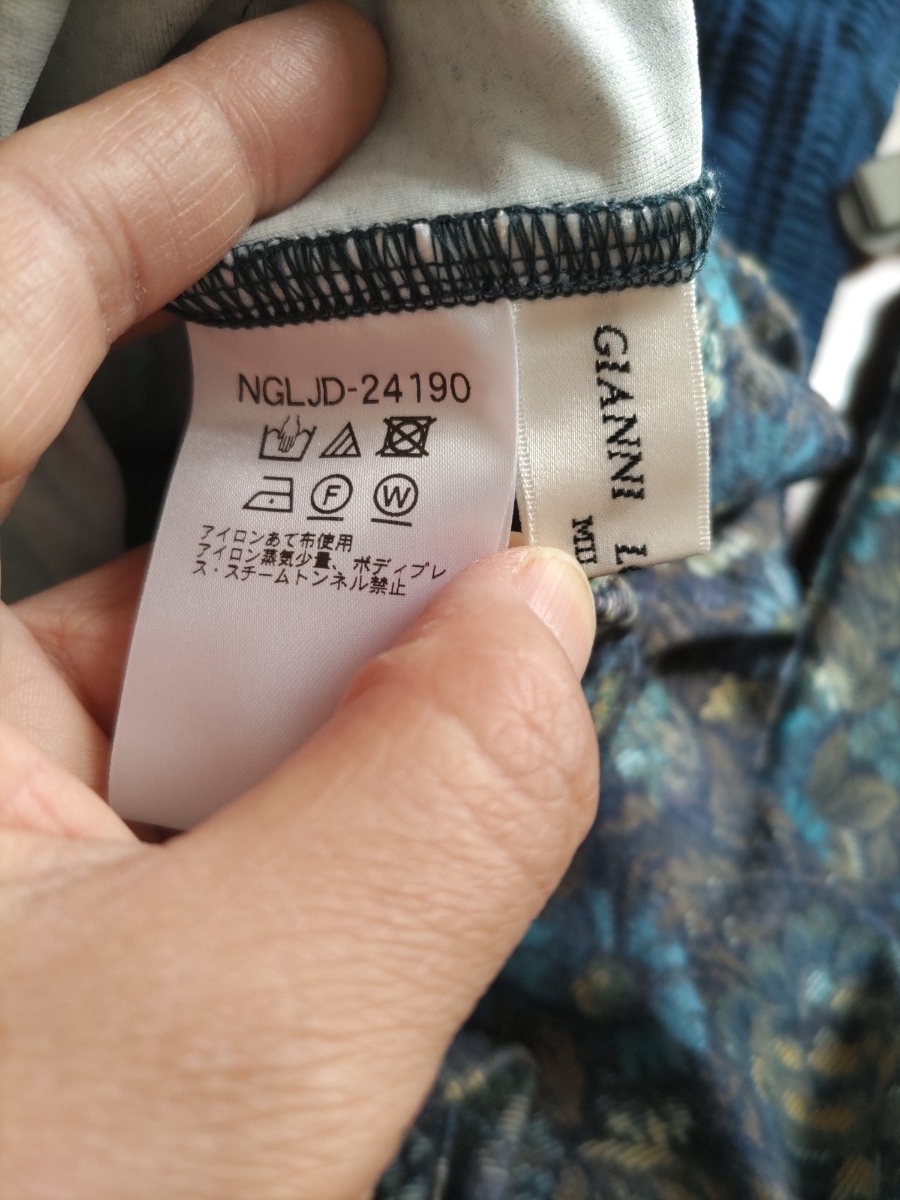 NGLJD-24190
F W
アイロンあて布使用
アイロン蒸気少量、ボディプレ
ス・スチームトンネル禁止
GIANNI